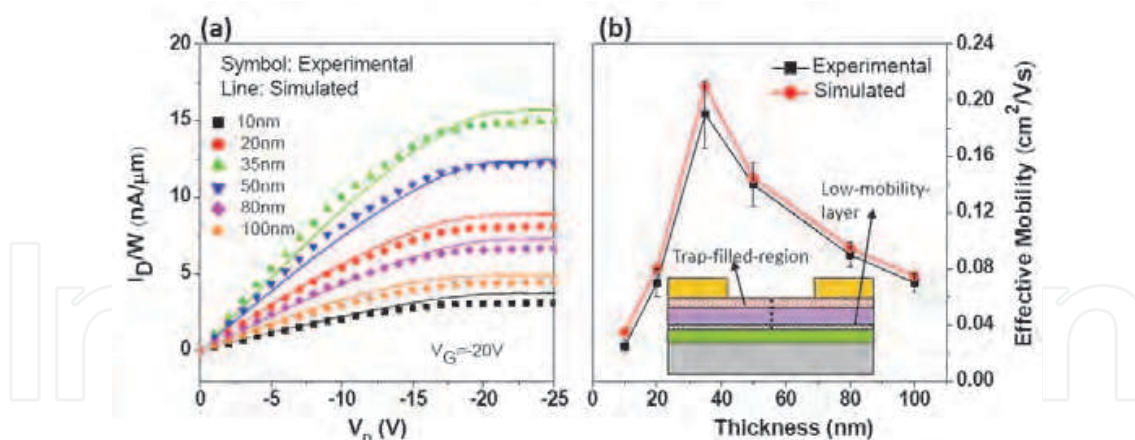 (a)
20
15
10
5
0
I_D/W (nA/μm)
Symbol: Experimental
Line: Simulated
10nm
20nm
35nm
50nm
80nm
100nm
V_G=-20V
0 -5 -10 -15 -20 -25
V_D (V)
(b)
Experimental
Simulated
Low-mobility-
layer
Trap-filled-region
0.24
0.20
0.16
0.12
0.08
0.04
0.00
Effective Mobility (cm²/Vs)
0 20 40 60 80 100
Thickness (nm)